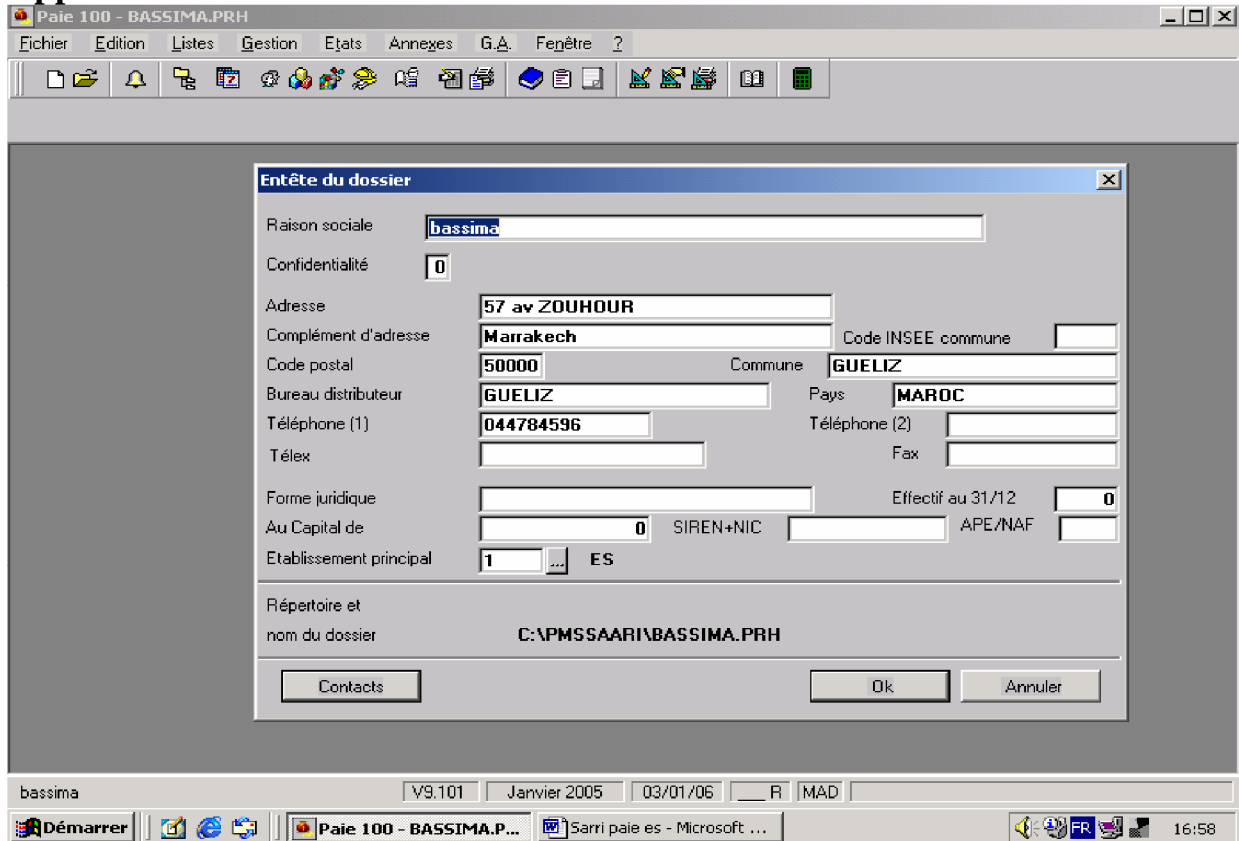 Paie 100 - BASSIMA.PRH
Fichier Edition Listes Gestion Etats Annexes G.A. Fenêtre ?
Entête du dossier
Raison sociale bassima
Confidentialité 0
Adresse 57 av ZOUHOUR
Complément d'adresse Marrakech Code INSEE commune
Code postal 50000 Commune GUELIZ
Bureau distributeur GUELIZ Pays MAROC
Téléphone (1) 044784596 Téléphone (2)
Télex Fax
Forme juridique Effectif au 31/12 0
Au Capital de 0 SIREN+NIC APE/NAF
Etablissement principal 1 ... ES
Répertoire et
nom du dossier C:\PMSSAARI\BASSIMA.PRH
Contacts Ok Annuler
bassima V9.101 Janvier 2005 03/01/06 ___ R MAD
Démarrer Paie 100 - BASSIMA.P... Sarri paie es - Microsoft ... FR 16:58